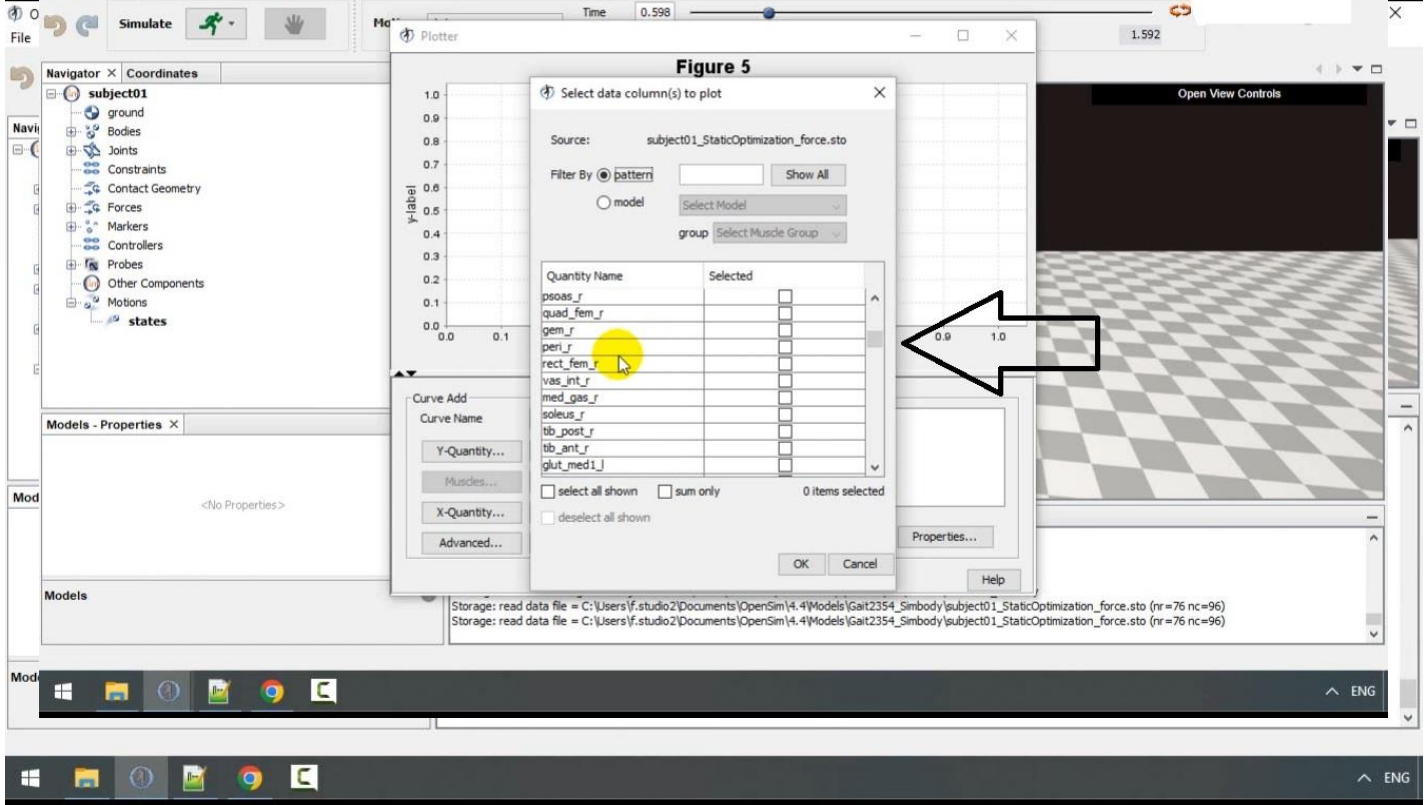 File
Simulate
Time 0.598
1.592
Plotter
Navigator × Coordinates
subject01
ground
Bodies
Joints
Constraints
Contact Geometry
Forces
Markers
Controllers
Probes
Other Components
Motions
states
Models - Properties ×
<No Properties>
Models
Figure 5
y-label
1.0
0.9
0.8
0.7
0.6
0.5
0.4
0.3
0.2
0.1
0.0
0.0 0.1 0.9 1.0
Curve Add
Curve Name
Y-Quantity...
Muscles...
X-Quantity...
Advanced...
Properties...
Help
Select data column(s) to plot
Source: subject01_StaticOptimization_force.sto
Filter By pattern Show All
model Select Model
group Select Muscle Group
Quantity Name Selected
psoas_r
quad_fem_r
gem_r
peri_r
rect_fem_r
vas_int_r
med_gas_r
soleus_r
tib_post_r
tib_ant_r
glut_med1_l
select all shown sum only 0 items selected
deselect all shown
OK Cancel
Open View Controls
Storage: read data file = C:\Users\f.studio2\Documents\OpenSim\4.4\Models\Gait2354_Simbody\subject01_StaticOptimization_force.sto (nr=76 nc=96)
Storage: read data file = C:\Users\f.studio2\Documents\OpenSim\4.4\Models\Gait2354_Simbody\subject01_StaticOptimization_force.sto (nr=76 nc=96)
ENG
ENG